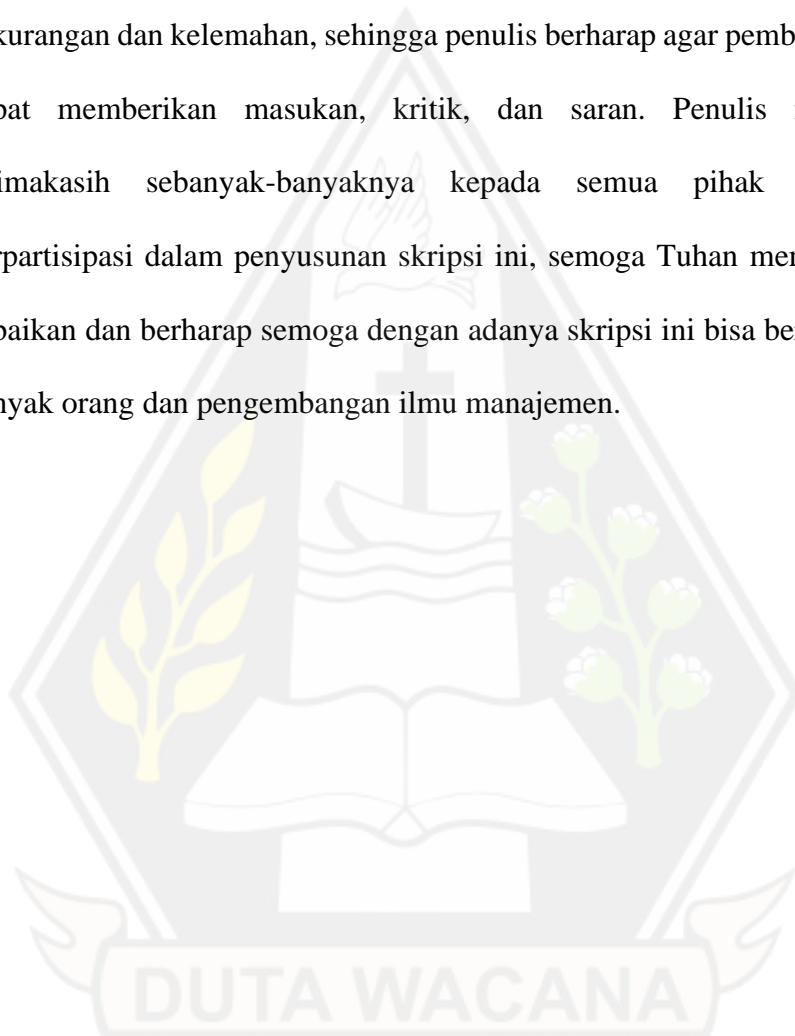 kurangan dan kelemahan, sehingga penulis berharap agar pemb
pat memberikan masukan, kritik, dan saran. Penulis
imakasih sebanyak-banyaknya kepada semua pihak
rpartisipasi dalam penyusunan skripsi ini, semoga Tuhan mem
baikan dan berharap semoga dengan adanya skripsi ini bisa be
nyak orang dan pengembangan ilmu manajemen.
DUTA WACANA